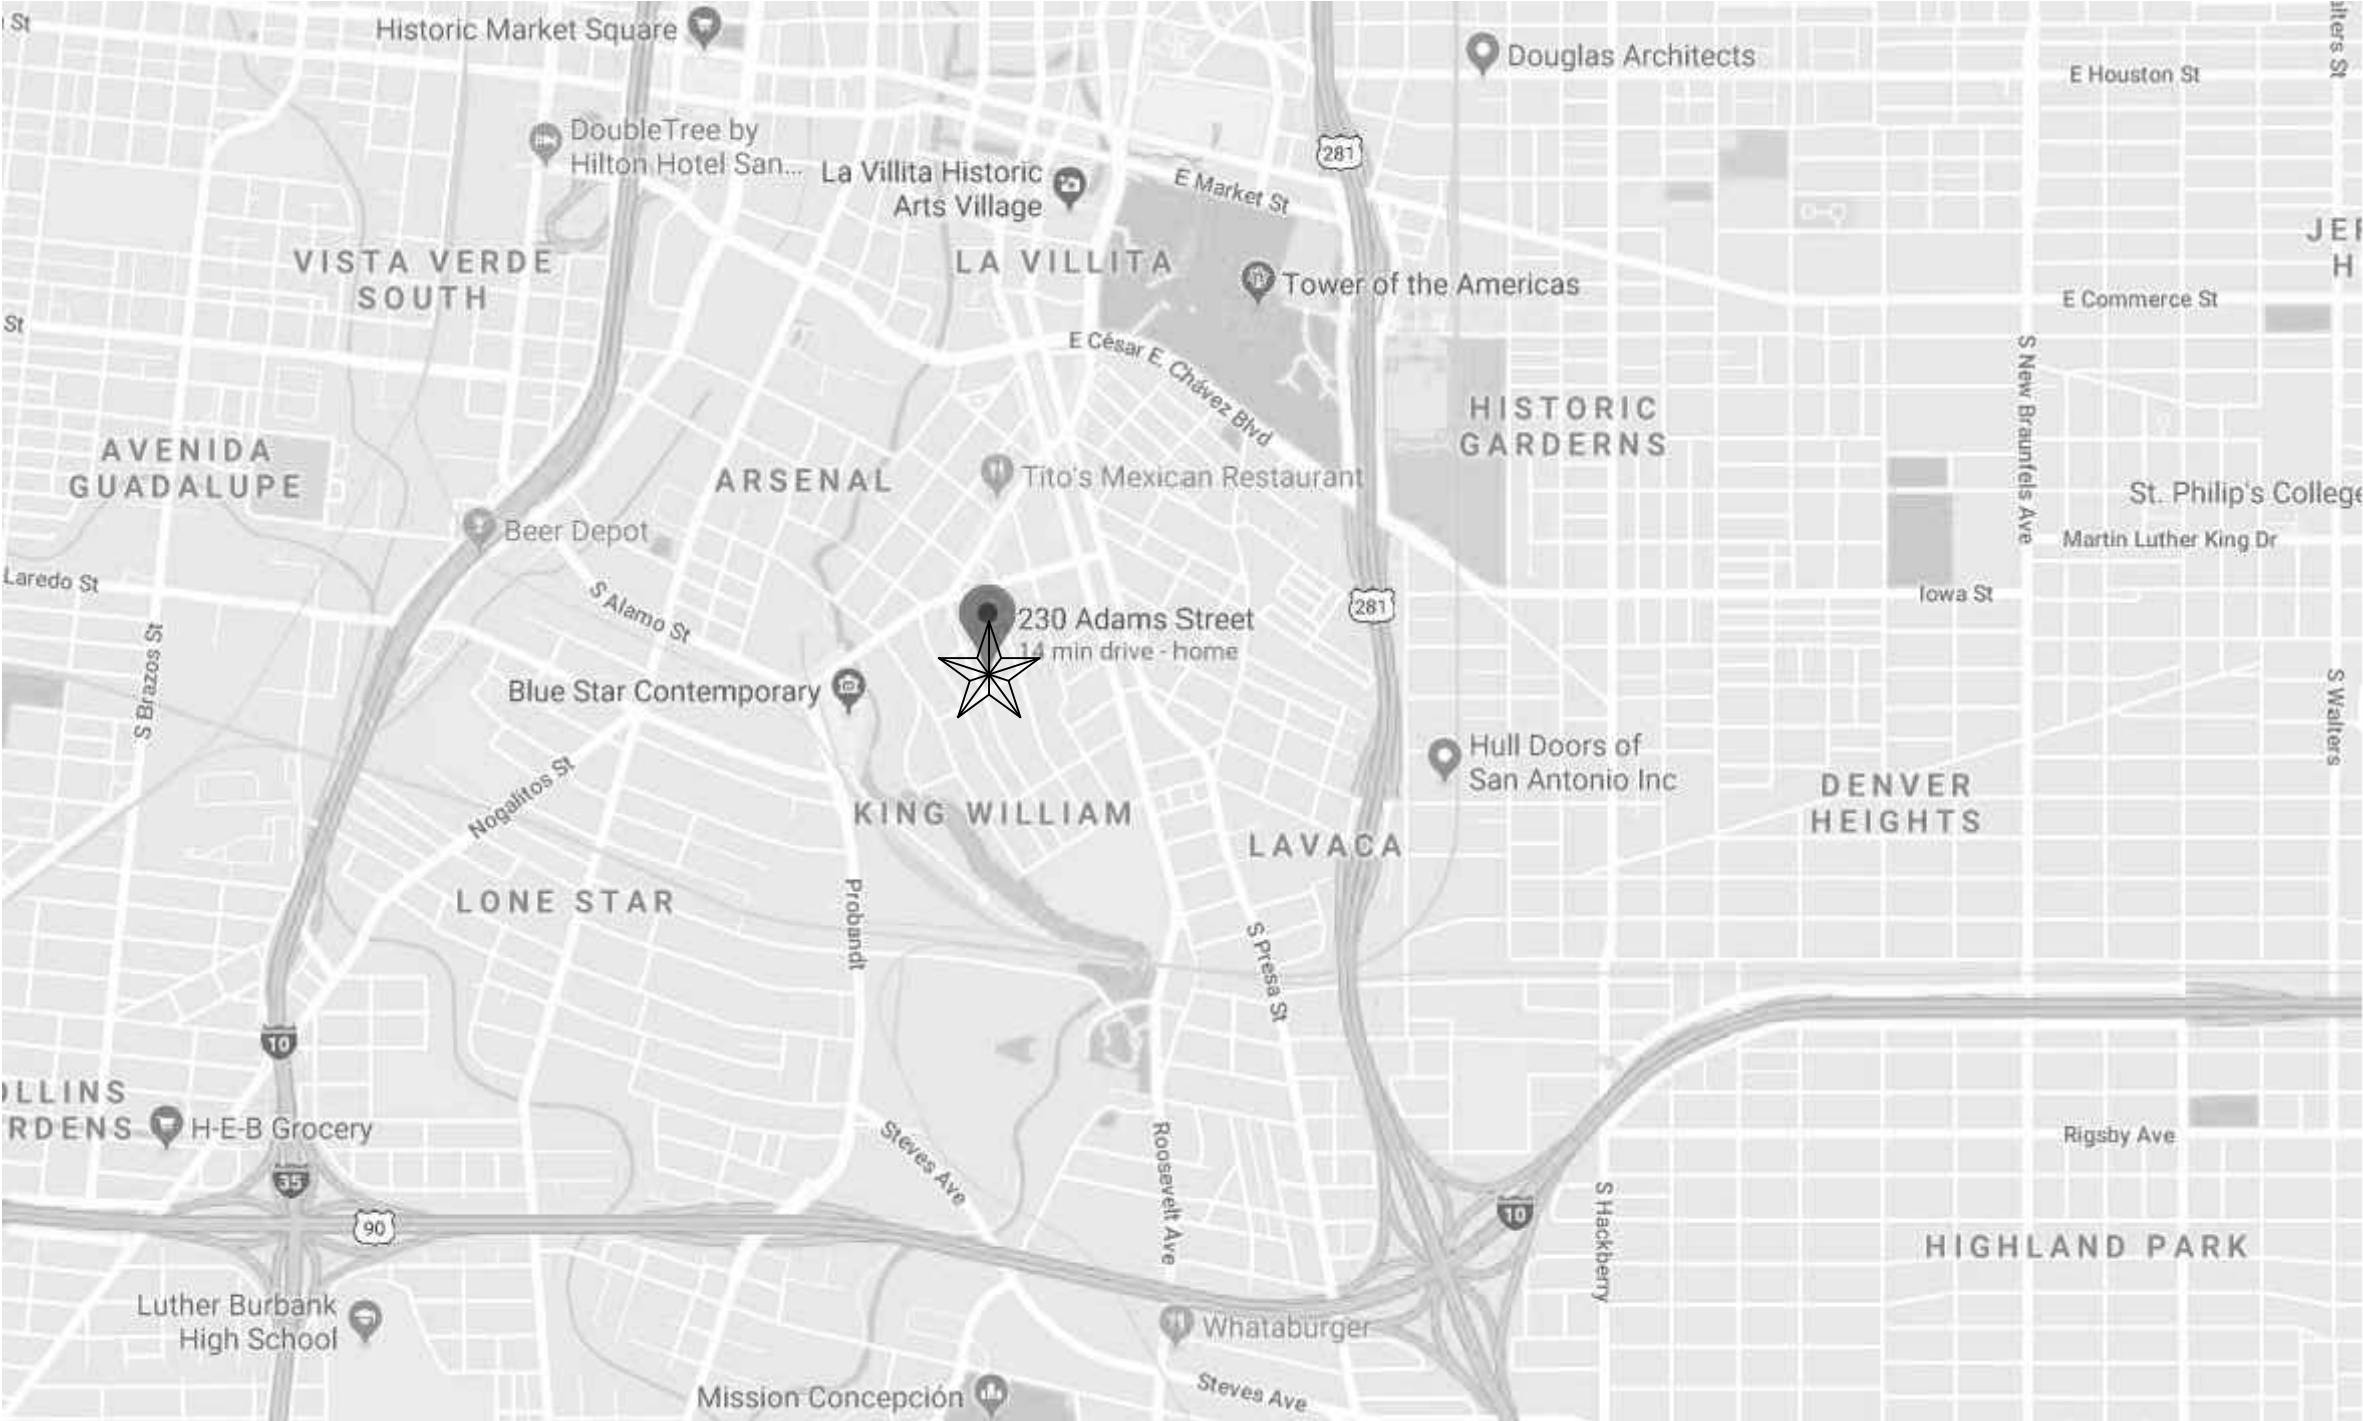 St
Historic Market Square
Douglas Architects
E Houston St
alters St
DoubleTree by
Hilton Hotel San...
281
La Villita Historic
Arts Village
E Market St
VISTA VERDE
SOUTH
LA VILLITA
Tower of the Americas
JEF
H
E Commerce St
St
E César E. Chávez Blvd
S New Braunfels Ave
HISTORIC
GARDERNS
AVENIDA
GUADALUPE
ARSENAL
Tito's Mexican Restaurant
St. Philip's College
Beer Depot
Martin Luther King Dr
Laredo St
S Alamo St
281
Iowa St
230 Adams Street
14 min drive - home
S Brazos St
Blue Star Contemporary
S Walters
Hull Doors of
San Antonio Inc
Nogalitos St
DENVER
HEIGHTS
KING WILLIAM
LAVACA
LONE STAR
Probandt
S Presa St
10
OLLINS
RDENS
H-E-B Grocery
Steves Ave
Roosevelt Ave
Rigsby Ave
35
90
10
S Hackberry
HIGHLAND PARK
Luther Burbank
High School
Whataburger
Mission Concepción
Steves Ave